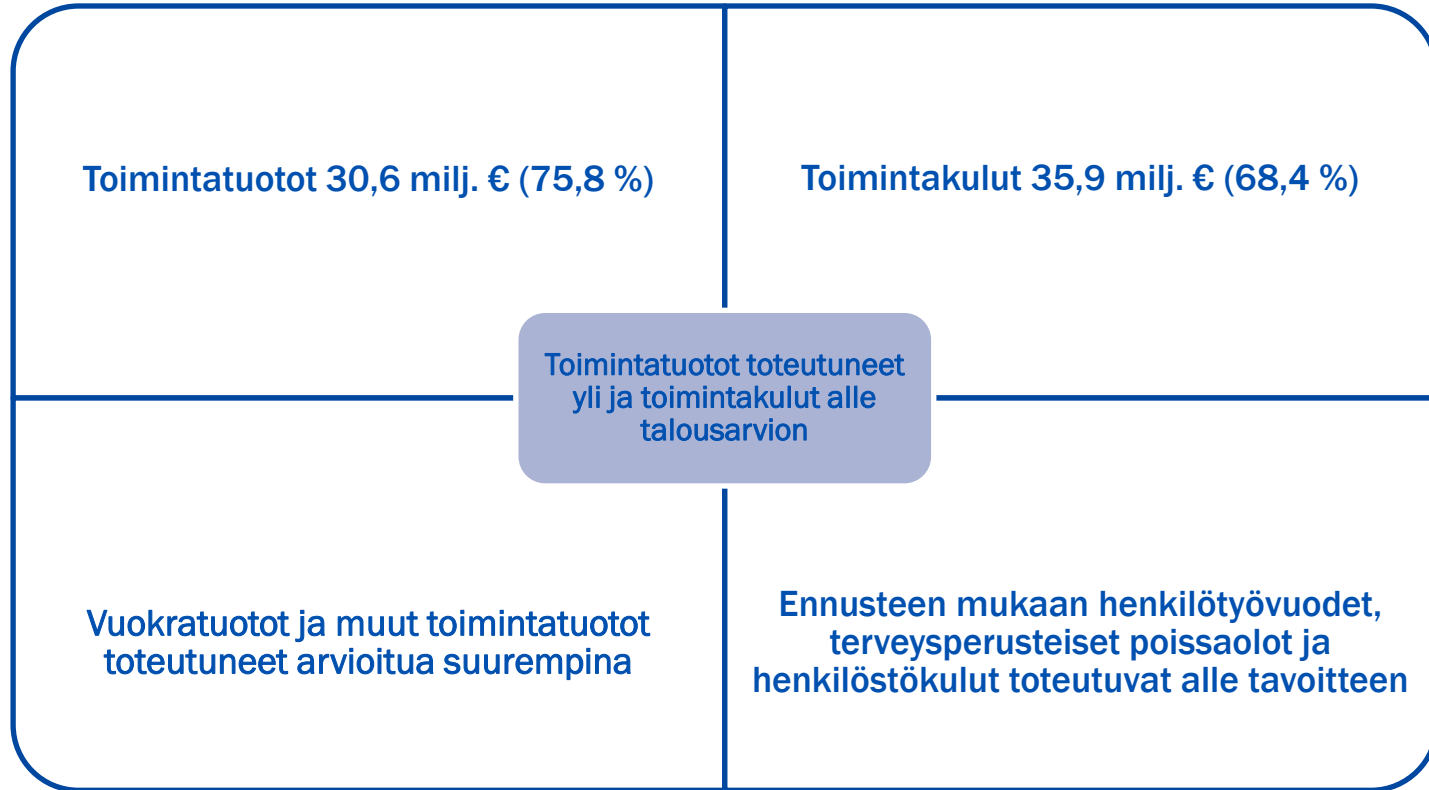 Toimintatuotot 30,6 milj. € (75,8 %)
Toimintakulut 35,9 milj. € (68,4 %)
Toimintatuotot toteutuneet
yli ja toimintakulut alle
talousarvion
Vuokratuotot ja muut toimintatuotot
toteutuneet arvioitua suurempina
Ennusteen mukaan henkilötyövuodet,
terveysperusteiset poissaolot ja
henkilöstökulut toteutuvat alle tavoitteen